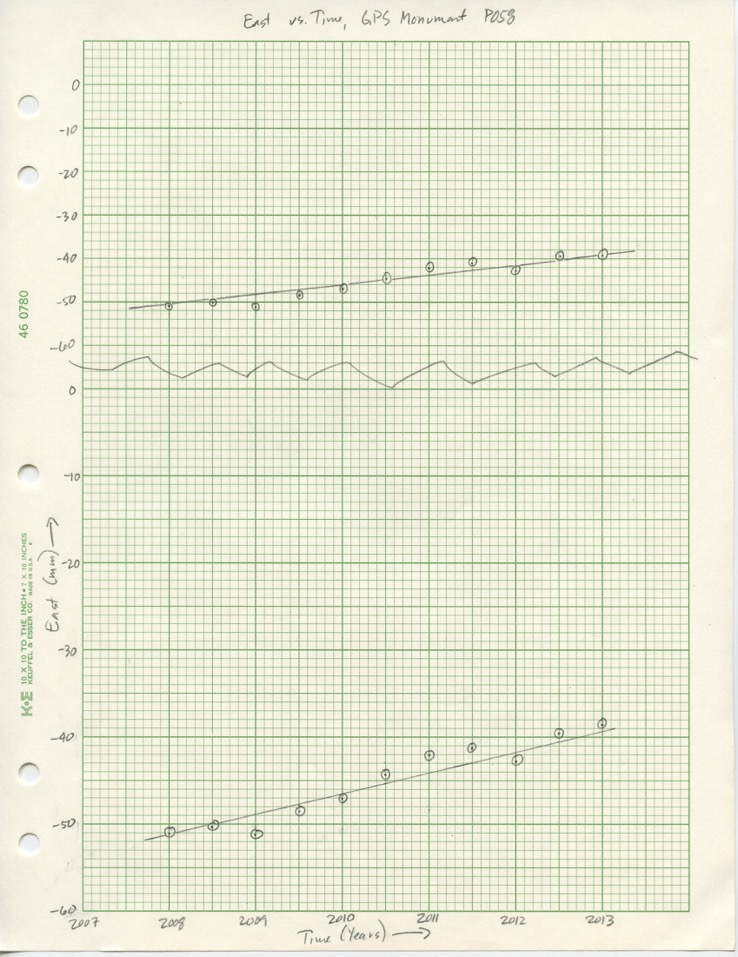 East vs. Time, GPS Monument P058
0
-10
-20
-30
-40
-50
-60
0
-10
-20
-30
-40
-50
-60
East (mm) →
2007 2008 2009 2010 2011 2012 2013
Time (Years) →
46 0780
10 X 10 TO THE INCH • 7 X 10 INCHES
K+E KEUFFEL & ESSER CO. MADE IN U.S.A.